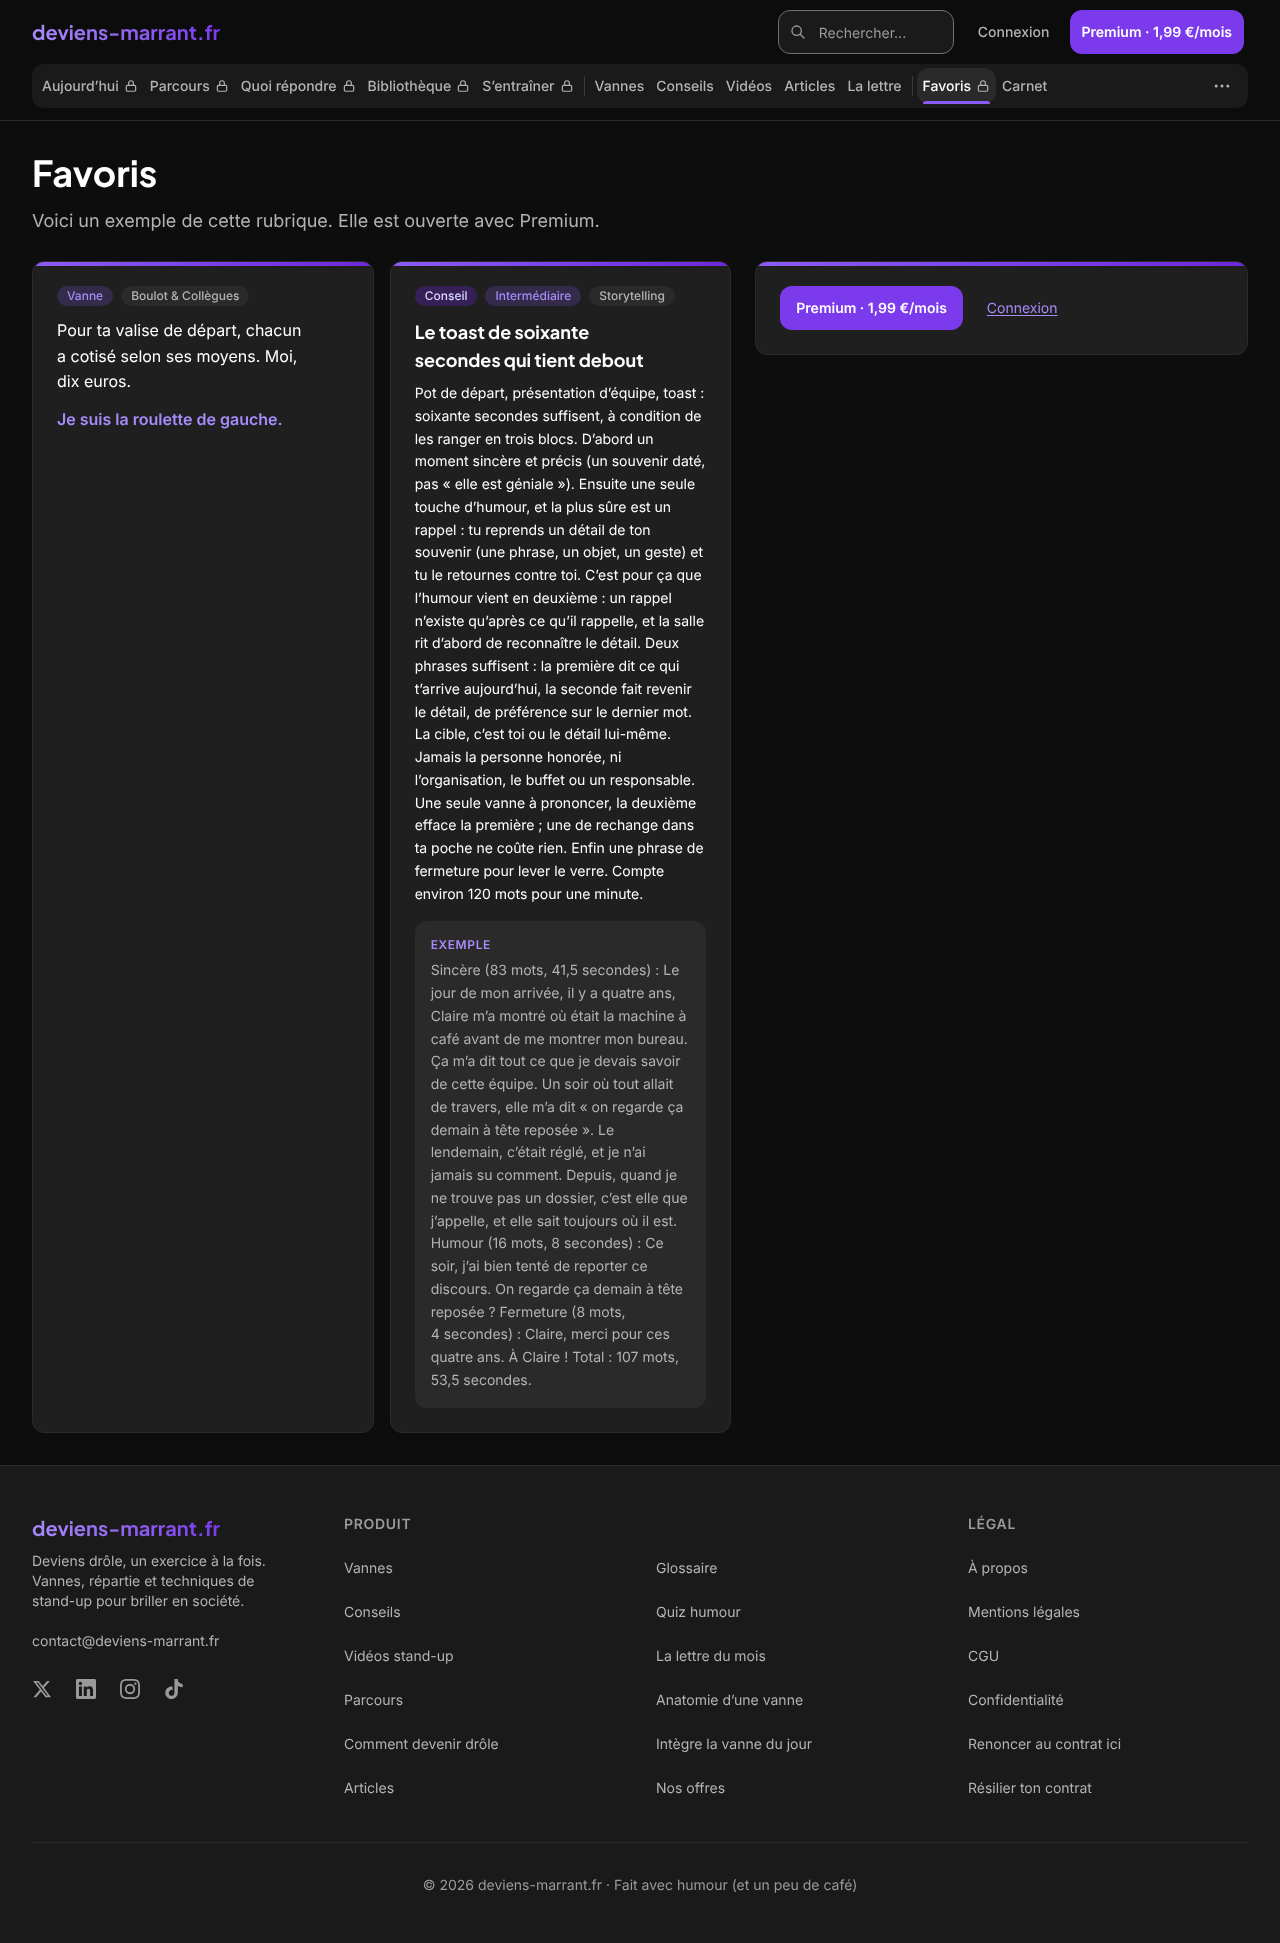 deviens-marrant.fr
Rechercher...
Connexion
Premium · 1,99 €/mois
Aujourd’hui
Parcours
Quoi répondre
Bibliothèque
S’entraîner
Vannes
Conseils
Vidéos
Articles
La lettre
Favoris
Carnet
Favoris
Voici un exemple de cette rubrique. Elle est ouverte avec Premium.
Vanne
Boulot & Collègues
Pour ta valise de départ, chacun
a cotisé selon ses moyens. Moi,
dix euros.
Je suis la roulette de gauche.
Conseil
Intermédiaire
Storytelling
Le toast de soixante
secondes qui tient debout
Pot de départ, présentation d’équipe, toast :
soixante secondes suffisent, à condition de
les ranger en trois blocs. D’abord un
moment sincère et précis (un souvenir daté,
pas « elle est géniale »). Ensuite une seule
touche d’humour, et la plus sûre est un
rappel : tu reprends un détail de ton
souvenir (une phrase, un objet, un geste) et
tu le retournes contre toi. C’est pour ça que
l’humour vient en deuxième : un rappel
n’existe qu’après ce qu’il rappelle, et la salle
rit d’abord de reconnaître le détail. Deux
phrases suffisent : la première dit ce qui
t’arrive aujourd’hui, la seconde fait revenir
le détail, de préférence sur le dernier mot.
La cible, c’est toi ou le détail lui-même.
Jamais la personne honorée, ni
l’organisation, le buffet ou un responsable.
Une seule vanne à prononcer, la deuxième
efface la première ; une de rechange dans
ta poche ne coûte rien. Enfin une phrase de
fermeture pour lever le verre. Compte
environ 120 mots pour une minute.
EXEMPLE
Sincère (83 mots, 41,5 secondes) : Le
jour de mon arrivée, il y a quatre ans,
Claire m’a montré où était la machine à
café avant de me montrer mon bureau.
Ça m’a dit tout ce que je devais savoir
de cette équipe. Un soir où tout allait
de travers, elle m’a dit « on regarde ça
demain à tête reposée ». Le
lendemain, c’était réglé, et je n’ai
jamais su comment. Depuis, quand je
ne trouve pas un dossier, c’est elle que
j’appelle, et elle sait toujours où il est.
Humour (16 mots, 8 secondes) : Ce
soir, j’ai bien tenté de reporter ce
discours. On regarde ça demain à tête
reposée ? Fermeture (8 mots,
4 secondes) : Claire, merci pour ces
quatre ans. À Claire ! Total : 107 mots,
53,5 secondes.
Premium · 1,99 €/mois
Connexion
deviens-marrant.fr
Deviens drôle, un exercice à la fois.
Vannes, répartie et techniques de
stand-up pour briller en société.
contact@deviens-marrant.fr
PRODUIT
Vannes
Conseils
Vidéos stand-up
Parcours
Comment devenir drôle
Articles
Glossaire
Quiz humour
La lettre du mois
Anatomie d’une vanne
Intègre la vanne du jour
Nos offres
LÉGAL
À propos
Mentions légales
CGU
Confidentialité
Renoncer au contrat ici
Résilier ton contrat
© 2026 deviens-marrant.fr · Fait avec humour (et un peu de café)